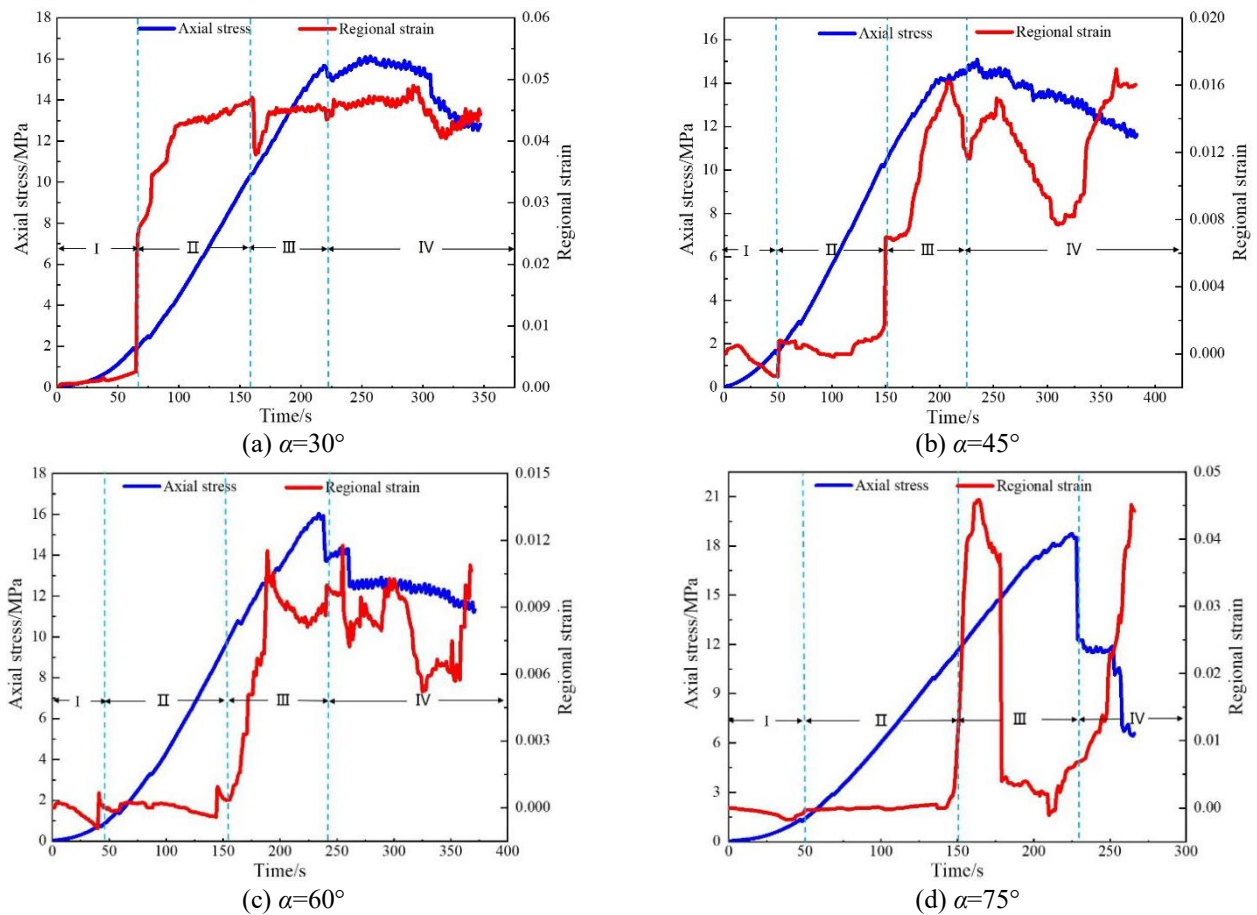 Axial stress Regional strain
Axial stress/MPa
18
16
14
12
10
8
6
4
2
0
I II III IV
0.06
0.05
0.04
0.03
0.02
0.01
0.00
Regional strain
0 50 100 150 200 250 300 350
Time/s
(a) α=30°
Axial stress Regional strain
Axial stress/MPa
16
14
12
10
8
6
4
2
0
I II III IV
0.020
0.016
0.012
0.008
0.004
0.000
Regional strain
0 50 100 150 200 250 300 350 400
Time/s
(b) α=45°
Axial stress Regional strain
Axial stress/MPa
18
16
14
12
10
8
6
4
2
0
I II III IV
0.015
0.012
0.009
0.006
0.003
0.000
Regional strain
0 50 100 150 200 250 300 350 400
Time/s
(c) α=60°
Axial stress Regional strain
Axial stress/MPa
21
18
15
12
9
6
3
0
I II III IV
0.05
0.04
0.03
0.02
0.01
0.00
Regional strain
0 50 100 150 200 250 300
Time/s
(d) α=75°